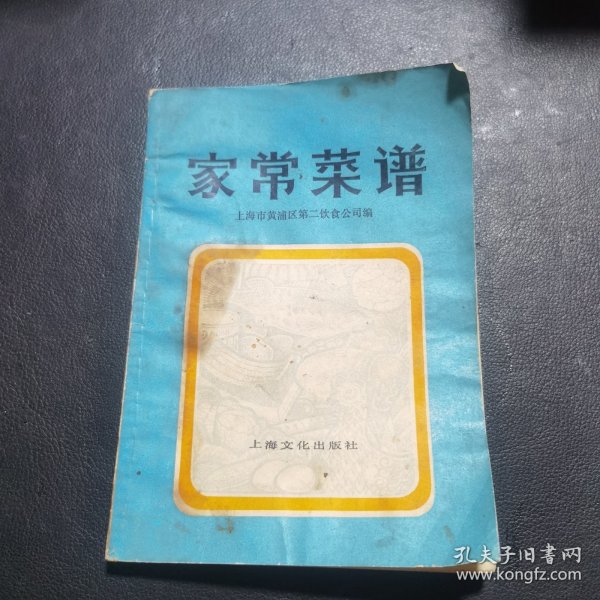 家常菜谱
上海市黄浦区第二饮食公司编
上海文化出版社
孔夫子旧书网
www.kongfz.com